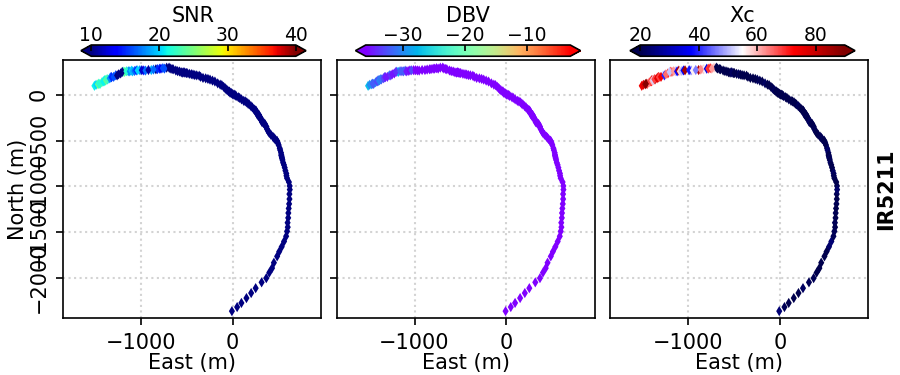 SNR DBV Xc
10 20 30 40 −30 −20 −10 20 40 60 80
North (m)
0
−500
−1000
−1500
−2000
IR5211
−1000 0 −1000 0 −1000 0
East (m) East (m) East (m)